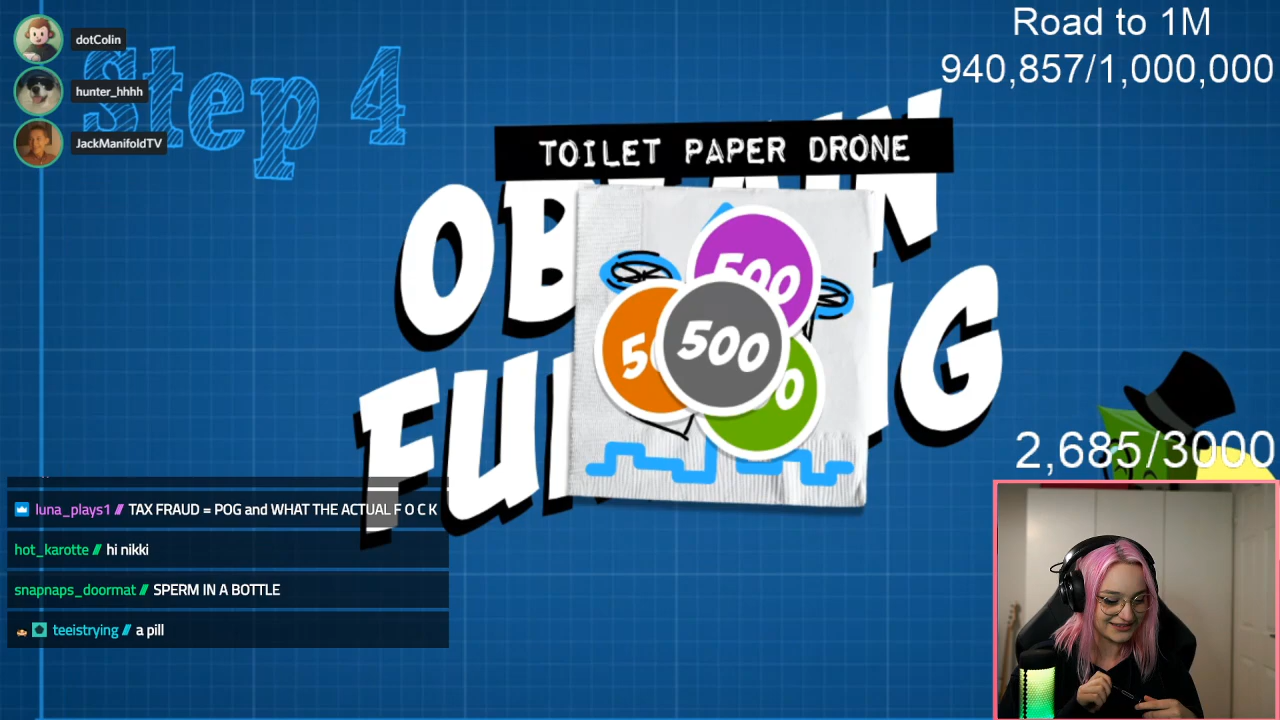 dotColin
hunter_hhhh
JackManifoldTV
Step 4
Road to 1M
940,857/1,000,000
TOILET PAPER DRONE
500
500
2,685/3000
luna_plays1 // TAX FRAUD = POG and WHAT THE ACTUAL F O C K
hot_karotte // hi nikki
snapnaps_doormat // SPERM IN A BOTTLE
teeistrying // a pill